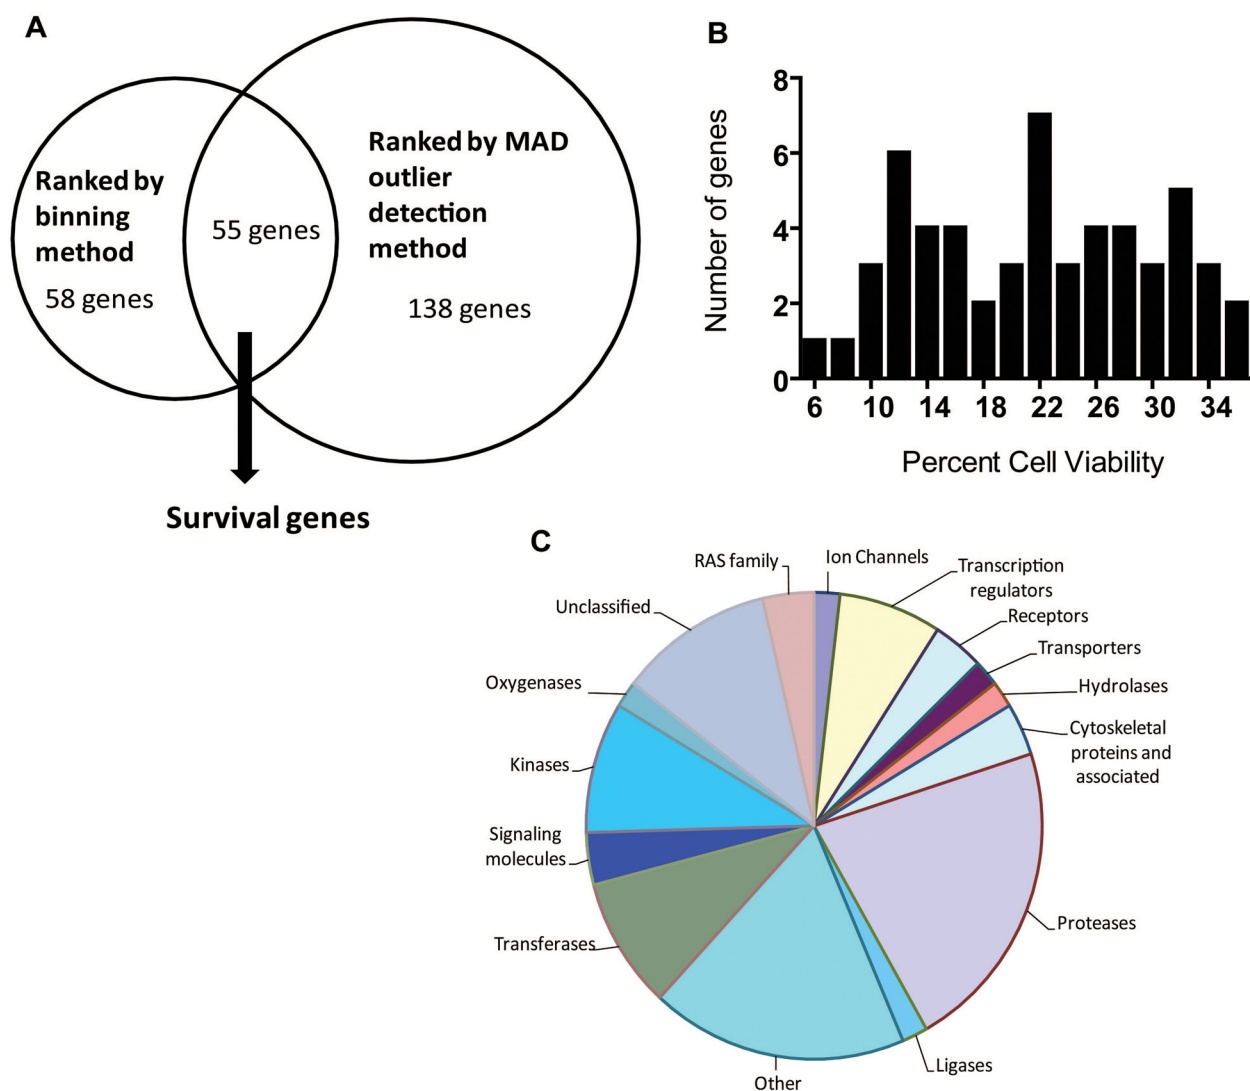 A
Ranked by
binning
method
58 genes
55 genes
Ranked by MAD
outlier
detection
method
138 genes
Survival genes
B
Number of genes
8
6
4
2
0
6 10 14 18 22 26 30 34
Percent Cell Viability
C
RAS family
Ion Channels
Transcription
regulators
Receptors
Transporters
Hydrolases
Cytoskeletal
proteins and
associated
Proteases
Ligases
Other
Transferases
Signaling
molecules
Kinases
Oxygenases
Unclassified